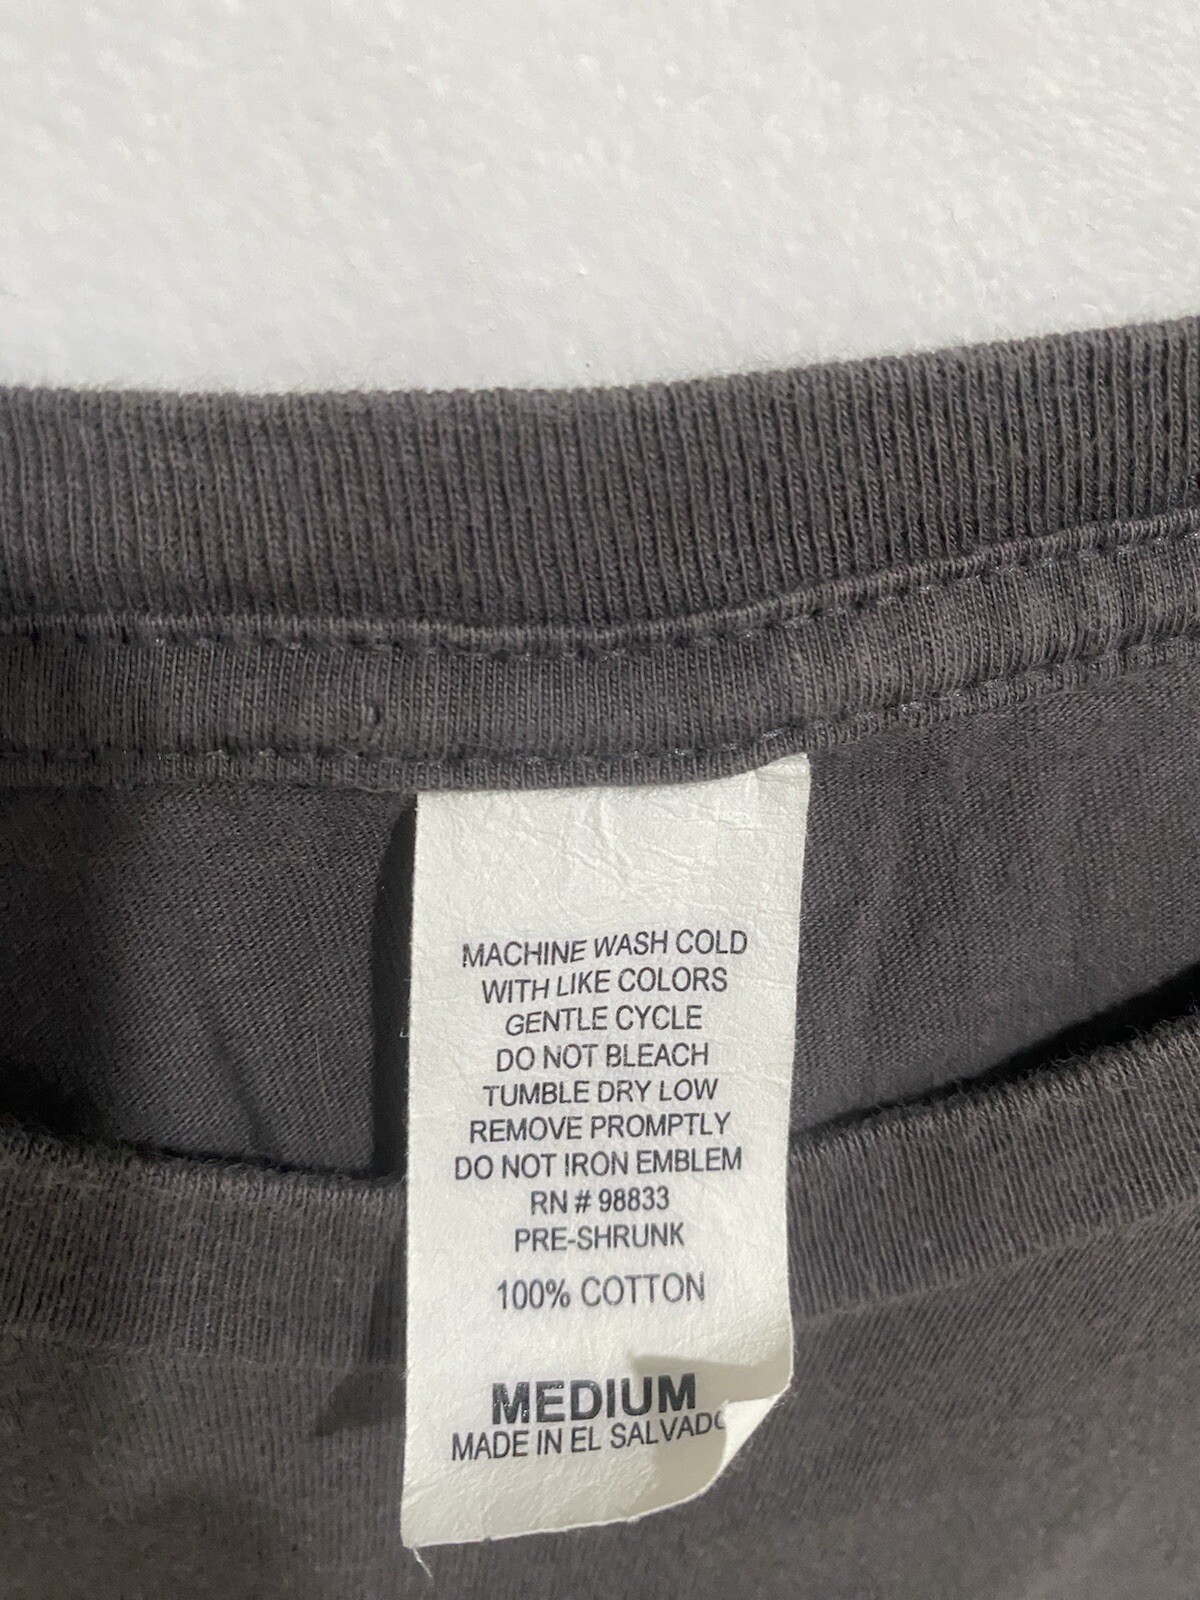 MACHINE WASH COLD
WITH LIKE COLORS
GENTLE CYCLE
DO NOT BLEACH
TUMBLE DRY LOW
REMOVE PROMPTLY
DO NOT IRON EMBLEM
RN # 98833
PRE-SHRUNK
100% COTTON
MEDIUM
MADE IN EL